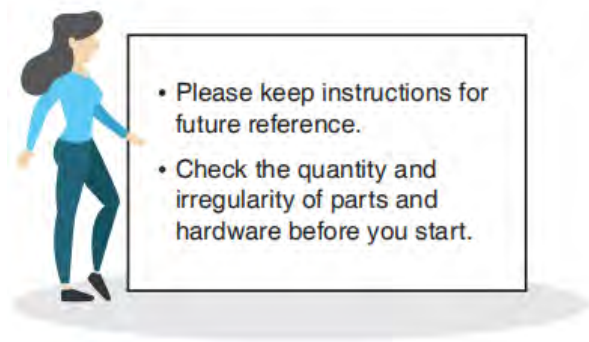 • Please keep instructions for
future reference.
• Check the quantity and
irregularity of parts and
hardware before you start.